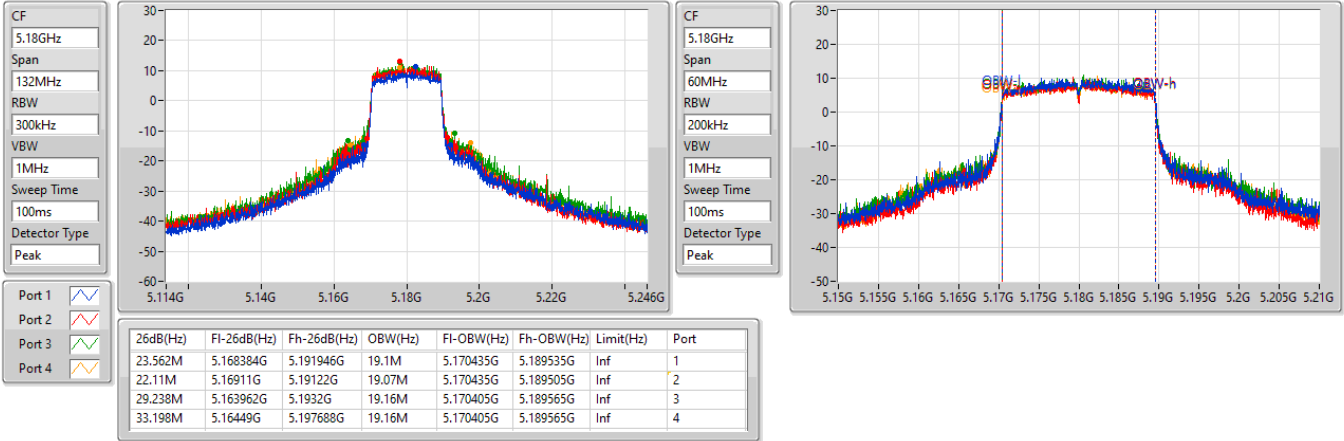 CF
5.18GHz
Span
132MHz
RBW
300kHz
VBW
1MHz
Sweep Time
100ms
Detector Type
Peak
30
20
10
0
-10
-20
-30
-40
-50
-60
5.114G 5.14G 5.16G 5.18G 5.2G 5.22G 5.246G
CF
5.18GHz
Span
60MHz
RBW
200kHz
VBW
1MHz
Sweep Time
100ms
Detector Type
Peak
30
20
10
0
-10
-20
-30
-40
-50
OBW-l OBW-h
5.15G 5.155G 5.16G 5.165G 5.17G 5.175G 5.18G 5.185G 5.19G 5.195G 5.2G 5.205G 5.21G
Port 1
Port 2
Port 3
Port 4
26dB(Hz) Fl-26dB(Hz) Fh-26dB(Hz) OBW(Hz) Fl-OBW(Hz) Fh-OBW(Hz) Limit(Hz) Port
23.562M 5.168384G 5.191946G 19.1M 5.170435G 5.189535G Inf 1
22.11M 5.16911G 5.19122G 19.07M 5.170435G 5.189505G Inf 2
29.238M 5.163962G 5.1932G 19.16M 5.170405G 5.189565G Inf 3
33.198M 5.16449G 5.197688G 19.16M 5.170405G 5.189565G Inf 4